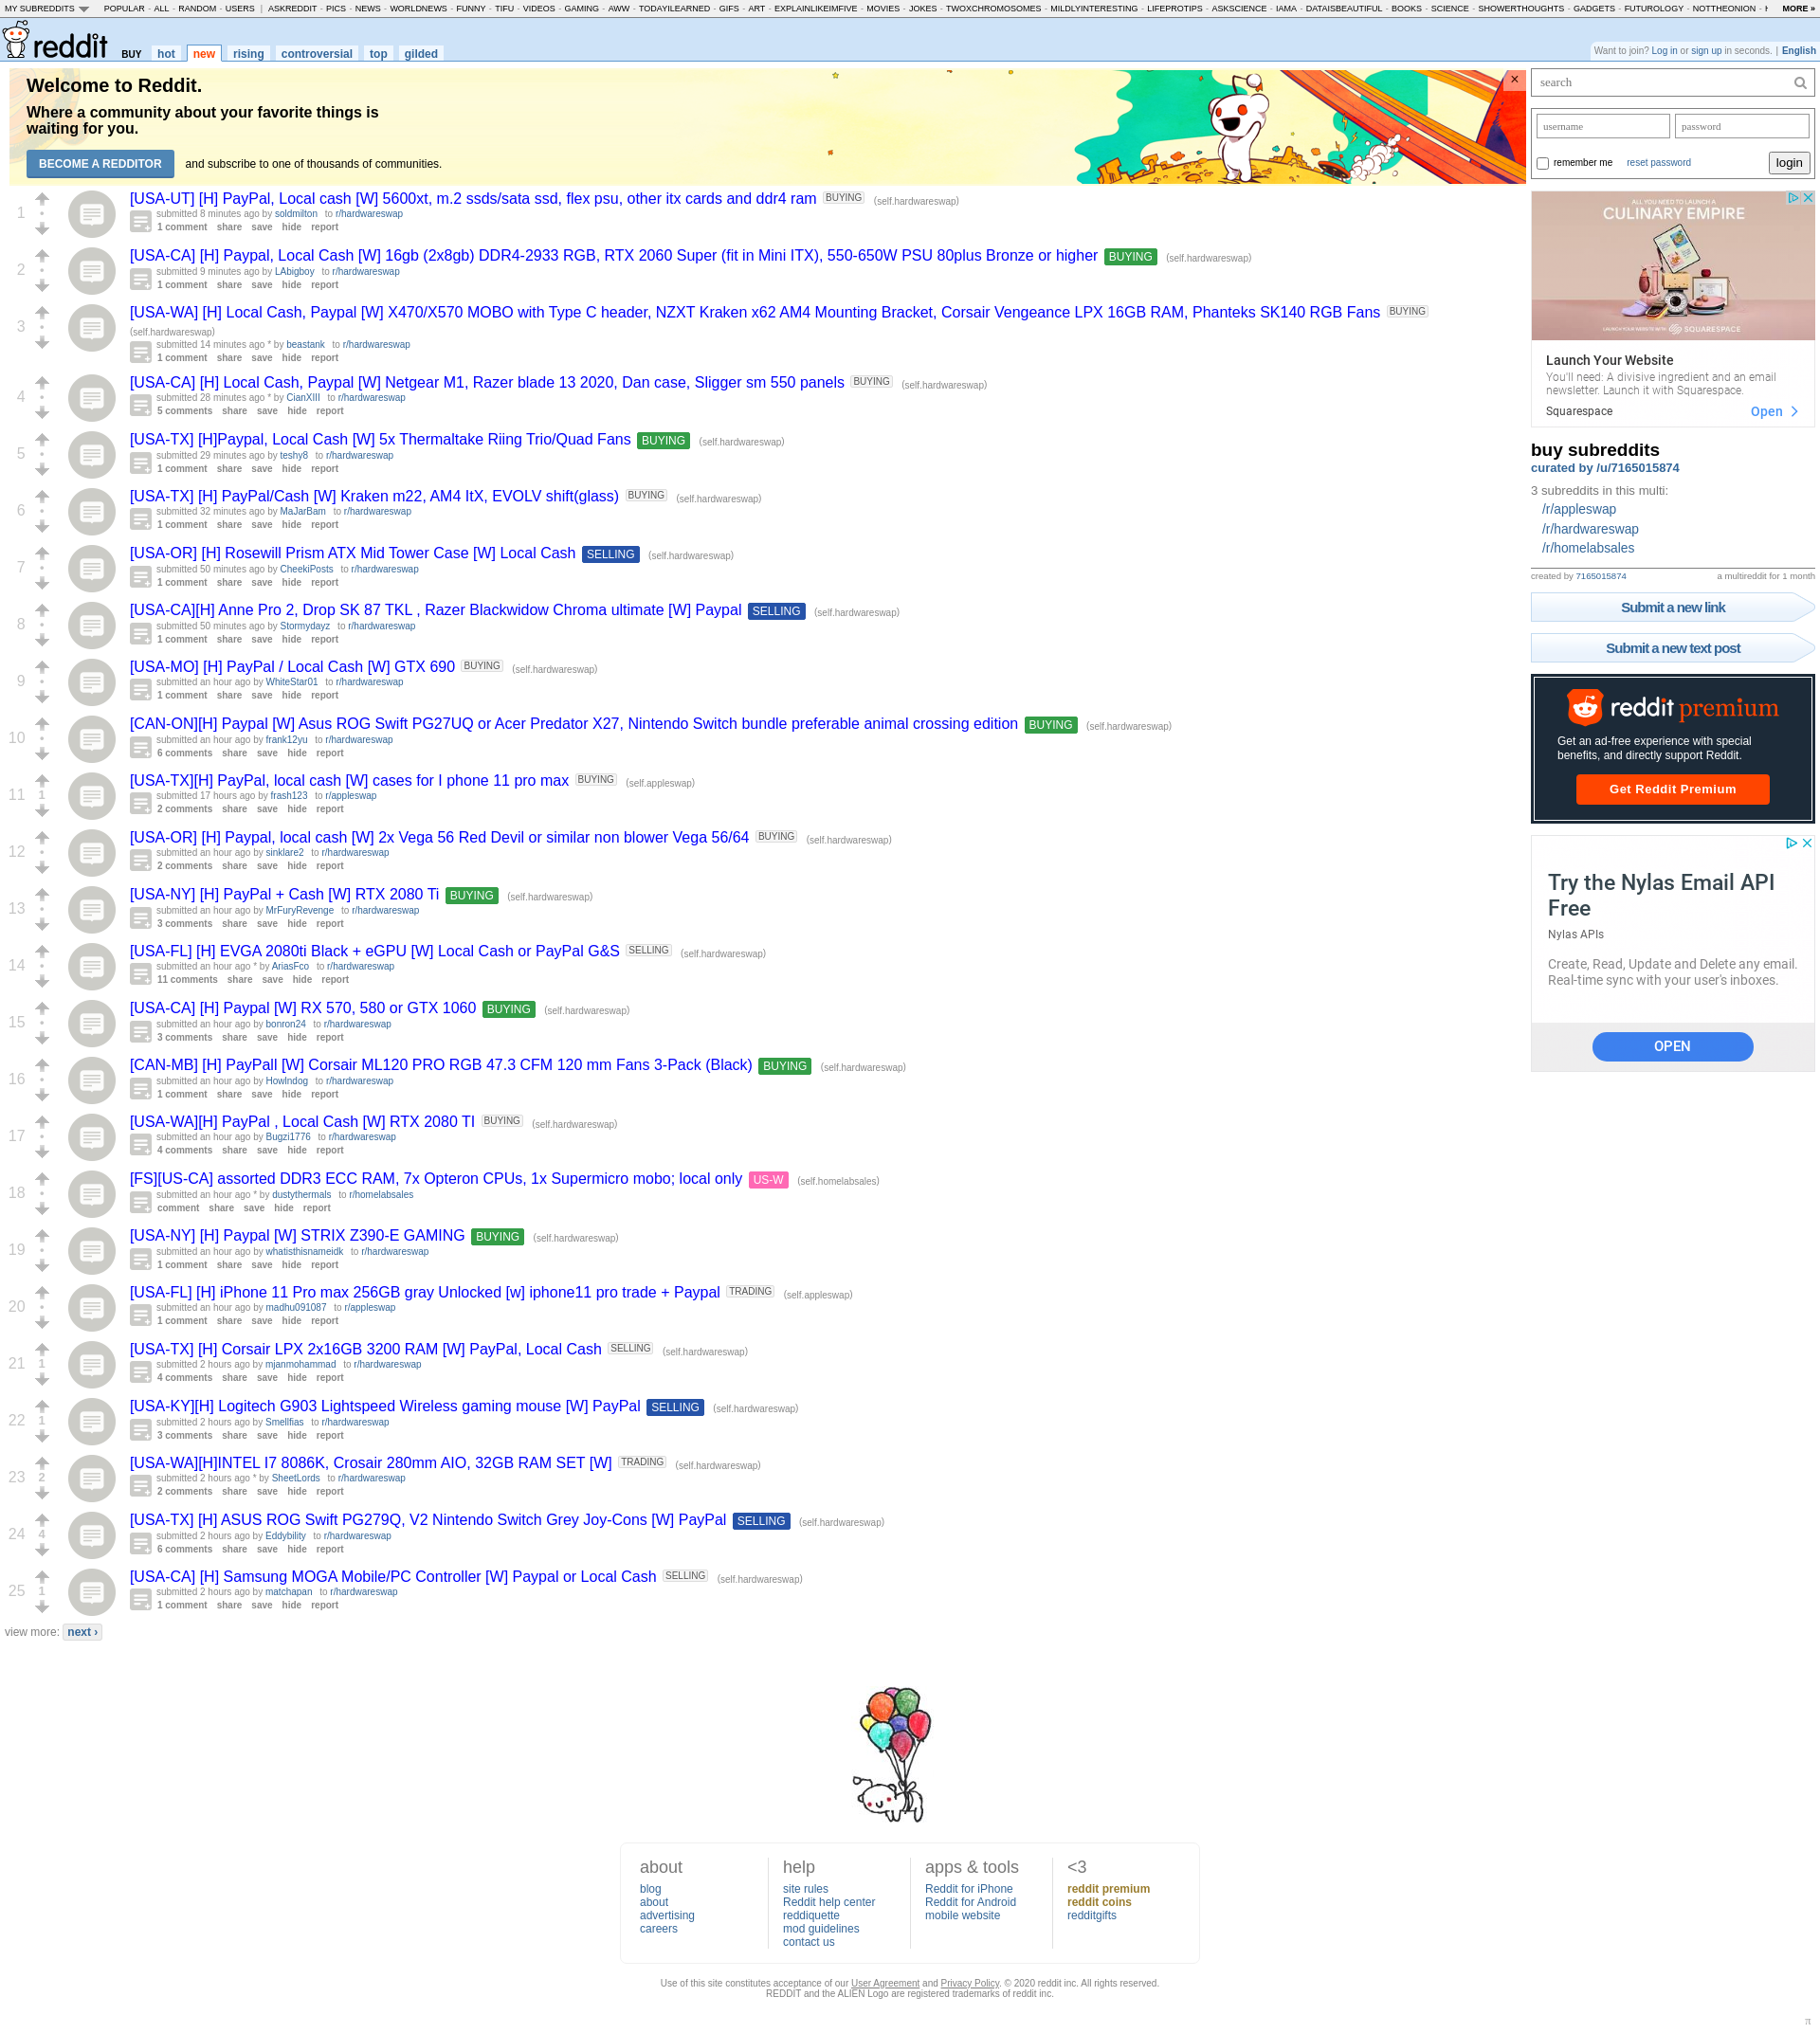 MY SUBREDDITS POPULAR - ALL - RANDOM - USERS | ASKREDDIT - PICS - NEWS - WORLDNEWS - FUNNY - TIFU - VIDEOS - GAMING - AWW - TODAYILEARNED - GIFS - ART - EXPLAINLIKEIMFIVE - MOVIES - JOKES - TWOXCHROMOSOMES - MILDLYINTERESTING - LIFEPROTIPS - ASKSCIENCE - IAMA - DATAISBEAUTIFUL - BOOKS - SCIENCE - SHOWERTHOUGHTS - GADGETS - FUTUROLOGY - NOTTHEONION - MORE »
reddit BUY hot new rising controversial top gilded
Want to join? Log in or sign up in seconds. | English
Welcome to Reddit.
Where a community about your favorite things is
waiting for you.
BECOME A REDDITOR and subscribe to one of thousands of communities.
×
1
[USA-UT] [H] PayPal, Local cash [W] 5600xt, m.2 ssds/sata ssd, flex psu, other itx cards and ddr4 ram BUYING (self.hardwareswap)
submitted 8 minutes ago by soldmilton to r/hardwareswap
1 comment share save hide report
2 •
[USA-CA] [H] Paypal, Local Cash [W] 16gb (2x8gb) DDR4-2933 RGB, RTX 2060 Super (fit in Mini ITX), 550-650W PSU 80plus Bronze or higher BUYING (self.hardwareswap)
submitted 9 minutes ago by LAbigboy to r/hardwareswap
1 comment share save hide report
3 •
[USA-WA] [H] Local Cash, Paypal [W] X470/X570 MOBO with Type C header, NZXT Kraken x62 AM4 Mounting Bracket, Corsair Vengeance LPX 16GB RAM, Phanteks SK140 RGB Fans BUYING
(self.hardwareswap)
submitted 14 minutes ago * by beastank to r/hardwareswap
1 comment share save hide report
4 •
[USA-CA] [H] Local Cash, Paypal [W] Netgear M1, Razer blade 13 2020, Dan case, Sligger sm 550 panels BUYING (self.hardwareswap)
submitted 28 minutes ago * by CianXIII to r/hardwareswap
5 comments share save hide report
5 •
[USA-TX] [H]Paypal, Local Cash [W] 5x Thermaltake Riing Trio/Quad Fans BUYING (self.hardwareswap)
submitted 29 minutes ago by teshy8 to r/hardwareswap
1 comment share save hide report
6 •
[USA-TX] [H] PayPal/Cash [W] Kraken m22, AM4 ItX, EVOLV shift(glass) BUYING (self.hardwareswap)
submitted 32 minutes ago by MaJarBam to r/hardwareswap
1 comment share save hide report
7 •
[USA-OR] [H] Rosewill Prism ATX Mid Tower Case [W] Local Cash SELLING (self.hardwareswap)
submitted 50 minutes ago by CheekiPosts to r/hardwareswap
1 comment share save hide report
8 •
[USA-CA][H] Anne Pro 2, Drop SK 87 TKL , Razer Blackwidow Chroma ultimate [W] Paypal SELLING (self.hardwareswap)
submitted 50 minutes ago by Stormydayz to r/hardwareswap
1 comment share save hide report
9 •
[USA-MO] [H] PayPal / Local Cash [W] GTX 690 BUYING (self.hardwareswap)
submitted an hour ago by WhiteStar01 to r/hardwareswap
1 comment share save hide report
10 •
[CAN-ON][H] Paypal [W] Asus ROG Swift PG27UQ or Acer Predator X27, Nintendo Switch bundle preferable animal crossing edition BUYING (self.hardwareswap)
submitted an hour ago by frank12yu to r/hardwareswap
6 comments share save hide report
11 1
[USA-TX][H] PayPal, local cash [W] cases for I phone 11 pro max BUYING (self.appleswap)
submitted 17 hours ago by frash123 to r/appleswap
2 comments share save hide report
12 •
[USA-OR] [H] Paypal, local cash [W] 2x Vega 56 Red Devil or similar non blower Vega 56/64 BUYING (self.hardwareswap)
submitted an hour ago by sinklare2 to r/hardwareswap
2 comments share save hide report
13 •
[USA-NY] [H] PayPal + Cash [W] RTX 2080 Ti BUYING (self.hardwareswap)
submitted an hour ago by MrFuryRevenge to r/hardwareswap
3 comments share save hide report
14 •
[USA-FL] [H] EVGA 2080ti Black + eGPU [W] Local Cash or PayPal G&S SELLING (self.hardwareswap)
submitted an hour ago * by AriasFco to r/hardwareswap
11 comments share save hide report
15 •
[USA-CA] [H] Paypal [W] RX 570, 580 or GTX 1060 BUYING (self.hardwareswap)
submitted an hour ago by bonron24 to r/hardwareswap
3 comments share save hide report
16 •
[CAN-MB] [H] PayPall [W] Corsair ML120 PRO RGB 47.3 CFM 120 mm Fans 3-Pack (Black) BUYING (self.hardwareswap)
submitted an hour ago by Howlndog to r/hardwareswap
1 comment share save hide report
17 •
[USA-WA][H] PayPal , Local Cash [W] RTX 2080 TI BUYING (self.hardwareswap)
submitted an hour ago by Bugzi1776 to r/hardwareswap
4 comments share save hide report
18 •
[FS][US-CA] assorted DDR3 ECC RAM, 7x Opteron CPUs, 1x Supermicro mobo; local only US-W (self.homelabsales)
submitted an hour ago * by dustythermals to r/homelabsales
comment share save hide report
19 •
[USA-NY] [H] Paypal [W] STRIX Z390-E GAMING BUYING (self.hardwareswap)
submitted an hour ago by whatisthisnameidk to r/hardwareswap
1 comment share save hide report
20 •
[USA-FL] [H] iPhone 11 Pro max 256GB gray Unlocked [w] iphone11 pro trade + Paypal TRADING (self.appleswap)
submitted an hour ago by madhu091087 to r/appleswap
1 comment share save hide report
21 1
[USA-TX] [H] Corsair LPX 2x16GB 3200 RAM [W] PayPal, Local Cash SELLING (self.hardwareswap)
submitted 2 hours ago by mjanmohammad to r/hardwareswap
4 comments share save hide report
22 1
[USA-KY][H] Logitech G903 Lightspeed Wireless gaming mouse [W] PayPal SELLING (self.hardwareswap)
submitted 2 hours ago by Smellfias to r/hardwareswap
3 comments share save hide report
23 2
[USA-WA][H]INTEL I7 8086K, Crosair 280mm AIO, 32GB RAM SET [W] TRADING (self.hardwareswap)
submitted 2 hours ago * by SheetLords to r/hardwareswap
2 comments share save hide report
24 4
[USA-TX] [H] ASUS ROG Swift PG279Q, V2 Nintendo Switch Grey Joy-Cons [W] PayPal SELLING (self.hardwareswap)
submitted 2 hours ago by Eddybility to r/hardwareswap
6 comments share save hide report
25 1
[USA-CA] [H] Samsung MOGA Mobile/PC Controller [W] Paypal or Local Cash SELLING (self.hardwareswap)
submitted 2 hours ago by matchapan to r/hardwareswap
1 comment share save hide report
view more: next ›
search
username password
remember me reset password login
ALL YOU NEED TO LAUNCH A
CULINARY EMPIRE
LAUNCH YOUR WEBSITE WITH SQUARESPACE
Launch Your Website
You'll need: A divisive ingredient and an email
newsletter. Launch it with Squarespace.
Squarespace Open
buy subreddits
curated by /u/7165015874
3 subreddits in this multi:
/r/appleswap
/r/hardwareswap
/r/homelabsales
created by 7165015874 a multireddit for 1 month
Submit a new link
Submit a new text post
reddit premium
Get an ad-free experience with special
benefits, and directly support Reddit.
Get Reddit Premium
Try the Nylas Email API
Free
Nylas APIs
Create, Read, Update and Delete any email.
Real-time sync with your user's inboxes.
OPEN
about
blog
about
advertising
careers
help
site rules
Reddit help center
reddiquette
mod guidelines
contact us
apps & tools
Reddit for iPhone
Reddit for Android
mobile website
<3
reddit premium
reddit coins
redditgifts
Use of this site constitutes acceptance of our User Agreement and Privacy Policy. © 2020 reddit inc. All rights reserved.
REDDIT and the ALIEN Logo are registered trademarks of reddit inc.
π